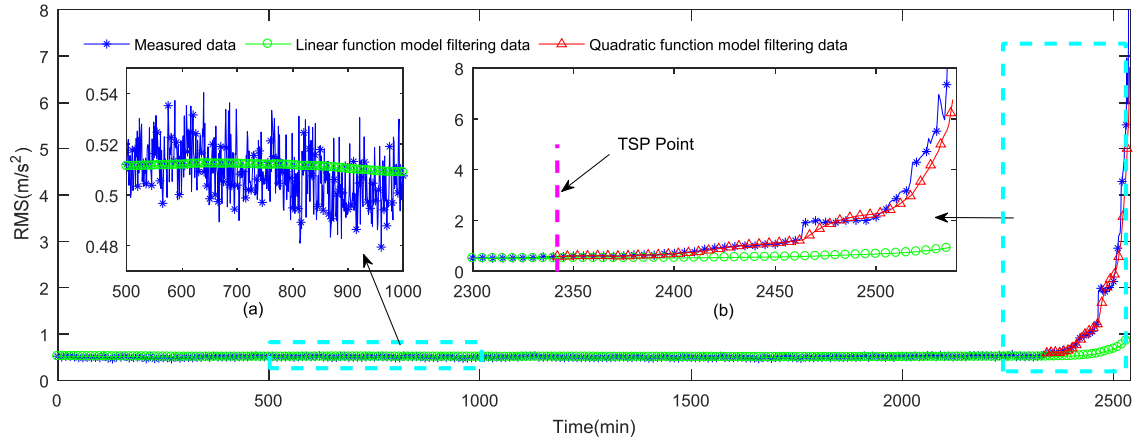 8
7
6
5
4
3
2
1
0
RMS(m/s²)
Measured data
Linear function model filtering data
Quadratic function model filtering data
0.54
0.52
0.5
0.48
500 600 700 800 900 1000
(a)
8
6
4
2
0
TSP Point
2300 2350 2400 2450 2500
(b)
0 500 1000 1500 2000 2500
Time(min)